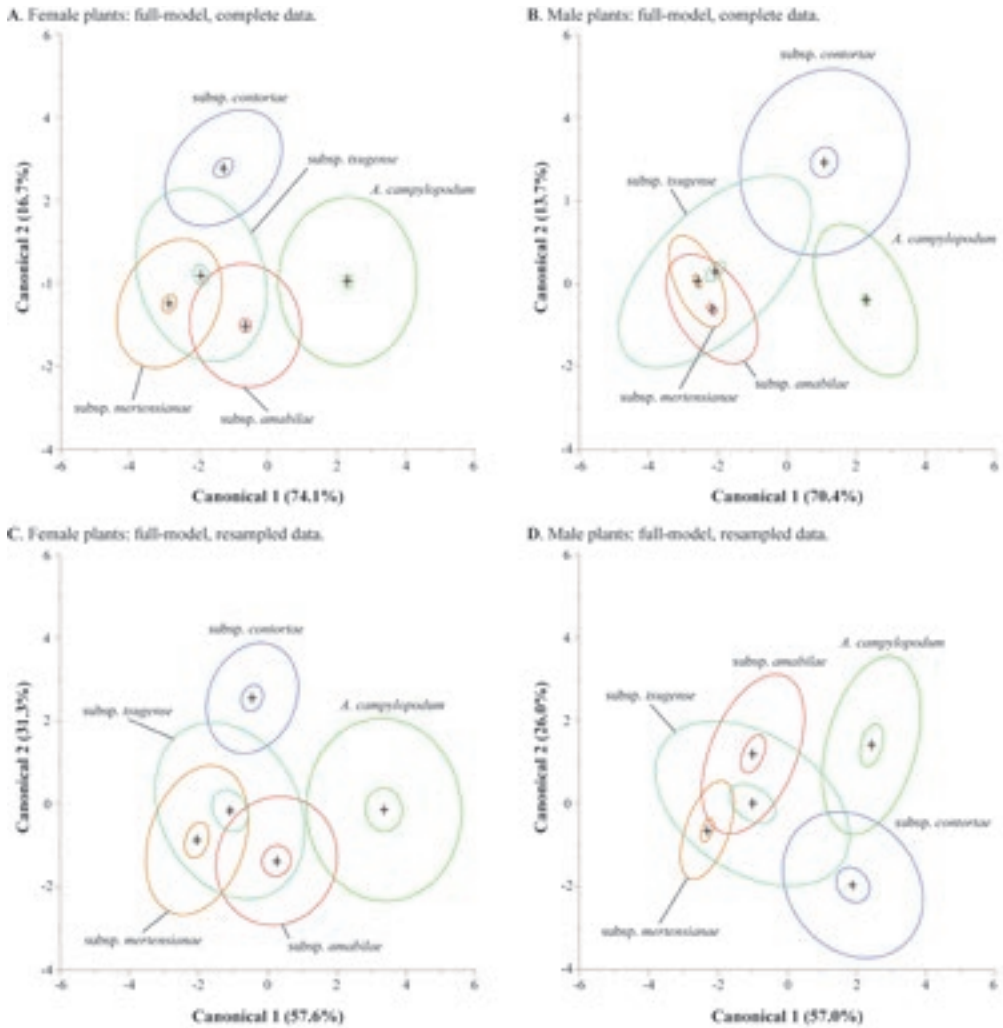 A. Female plants: full-model, complete data.
6
4
2
-0
-2
-4
-6
-4
-2
0
2
4
6
Canonical 2 (16.7%)
Canonical 1 (74.1%)
subsp. contortae
subsp. tsugense
A. campylopodum
subsp. mertensianae
subsp. amabilae
B. Male plants: full-model, complete data.
6
4
2
-0
-2
-4
-6
-4
-2
0
2
4
6
Canonical 2 (13.7%)
Canonical 1 (70.4%)
subsp. contortae
subsp. tsugense
A. campylopodum
subsp. amabilae
subsp. mertensianae
C. Female plants: full-model, resampled data.
6
4
2
0
-2
-4
-6
-4
-2
0
2
4
6
Canonical 2 (31.3%)
Canonical 1 (57.6%)
subsp. contortae
subsp. tsugense
A. campylopodum
subsp. mertensianae
subsp. amabilae
D. Male plants: full-model, resampled data.
6
4
2
0
-2
-4
-6
-4
-2
0
2
4
6
Canonical 2 (26.0%)
Canonical 1 (57.0%)
A. campylopodum
subsp. amabilae
subsp. tsugense
subsp. contortae
subsp. mertensianae